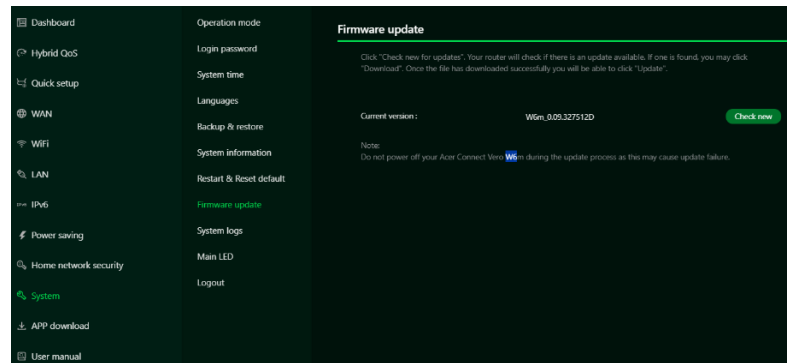 Dashboard
Hybrid QoS
Quick setup
WAN
WiFi
LAN
IPv6
Power saving
Home network security
System
APP download
User manual
Operation mode
Login password
System time
Languages
Backup & restore
System information
Restart & Reset default
Firmware update
System logs
Main LED
Logout
Firmware update
Click "Check new for updates". Your router will check if there is an update available. If one is found, you may click
"Download". Once the file has downloaded successfully you will be able to click "Update".
Current version : W6m_0.09.327512D Check new
Note:
Do not power off your Acer Connect Vero W6m during the update process as this may cause update failure.